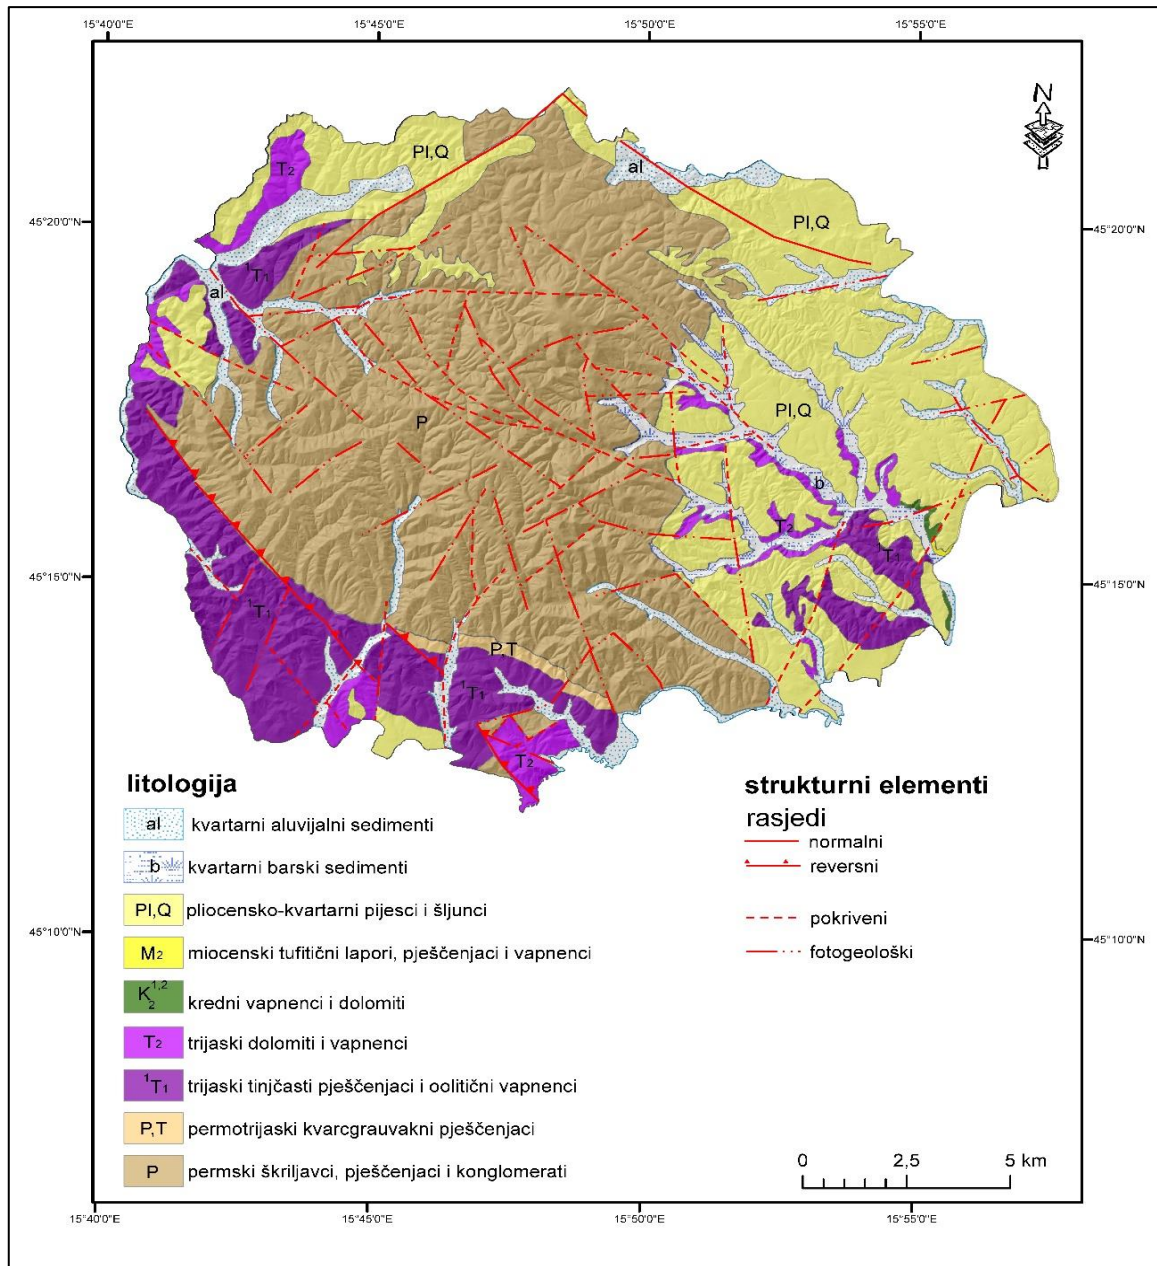 15°40'0"E
15°45'0"E
15°50'0"E
15°55'0"E
N
Pl,Q
T2
al
45°20'0"N
45°20'0"N
Pl,Q
¹T1
al
P
Pl,Q
b
T2
¹T1
45°15'0"N
45°15'0"N
¹T1
P,T
¹T1
T2
litologija
al kvartarni aluvijalni sedimenti
b kvartarni barski sedimenti
Pl,Q pliocensko-kvartarni pijesci i šljunci
M2 miocenski tufitični lapori, pješčenjaci i vapnenci
K2 1,2 kredni vapnenci i dolomiti
T2 trijaski dolomiti i vapnenci
¹T1 trijaski tinjčasti pješčenjaci i oolitični vapnenci
P,T permotrijaski kvarcgrauvakni pješčenjaci
P permski škriljavci, pješčenjaci i konglomerati
strukturni elementi
rasjedi
normalni
reversni
pokriveni
fotogeološki
45°10'0"N
45°10'0"N
0 2,5 5 km
15°40'0"E
15°45'0"E
15°50'0"E
15°55'0"E